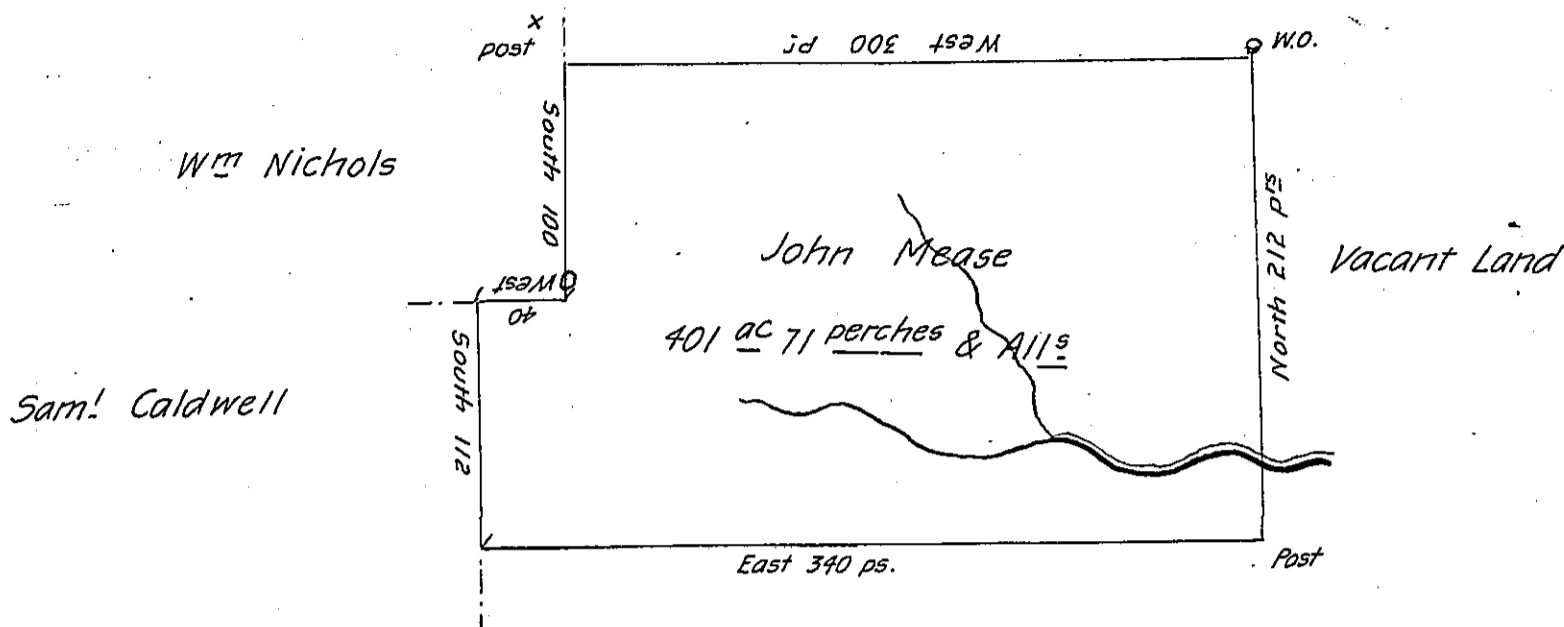 x
post
West 300 pr
W.O.
South 100
Wm Nichols
John Mease
Vacant Land
North 212 prs
West
40
401 ac 71 perches & Alls
South 112
Saml Caldwell
East 340 ps.
Post